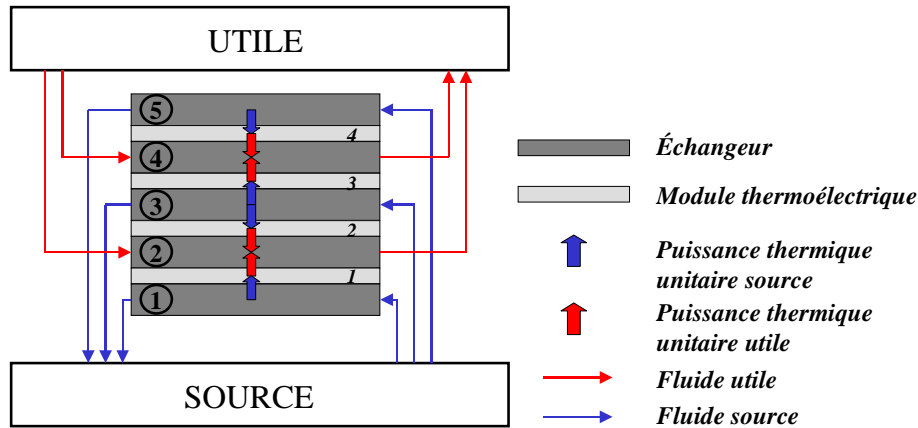 UTILE
5
4
4
3
3
2
2
1
1
SOURCE
Échangeur
Module thermoélectrique
Puissance thermique
unitaire source
Puissance thermique
unitaire utile
Fluide utile
Fluide source